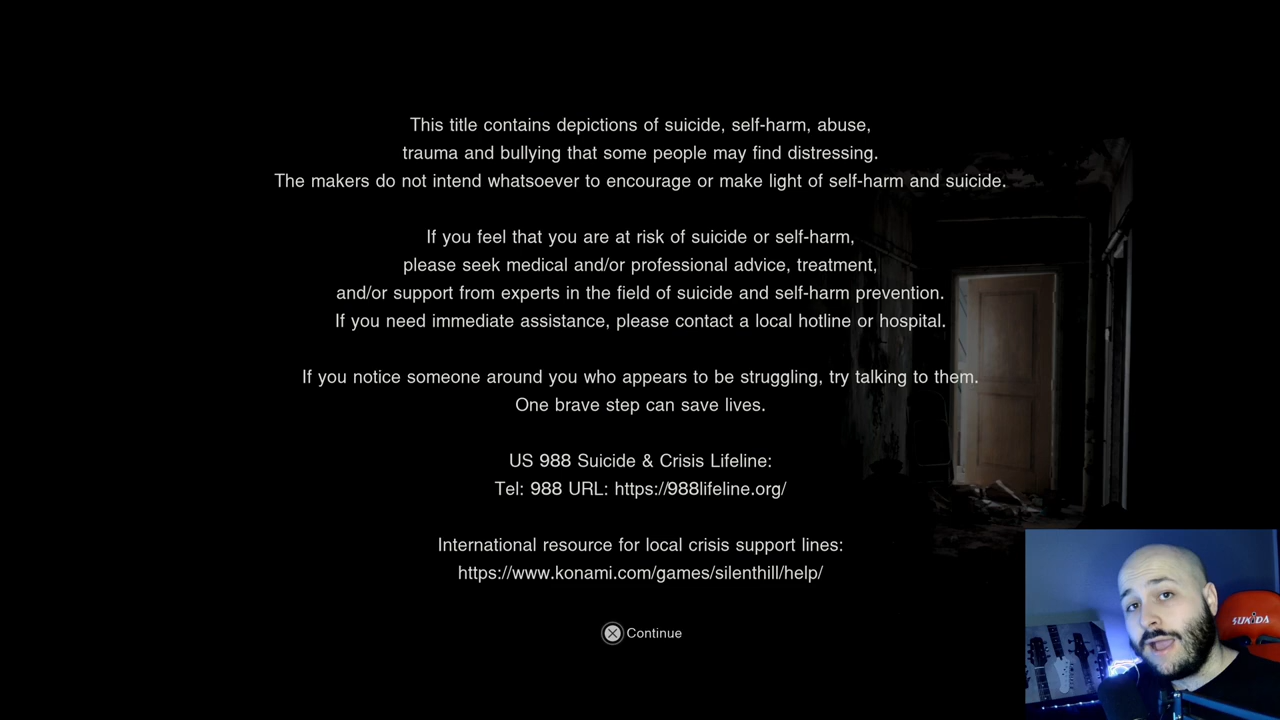 This title contains depictions of suicide, self-harm, abuse,
trauma and bullying that some people may find distressing.
The makers do not intend whatsoever to encourage or make light of self-harm and suicide.
If you feel that you are at risk of suicide or self-harm,
please seek medical and/or professional advice, treatment,
and/or support from experts in the field of suicide and self-harm prevention.
If you need immediate assistance, please contact a local hotline or hospital.
If you notice someone around you who appears to be struggling, try talking to them.
One brave step can save lives.
US 988 Suicide & Crisis Lifeline:
Tel: 988 URL: https://988lifeline.org/
International resource for local crisis support lines:
https://www.konami.com/games/silenthill/help/
Continue